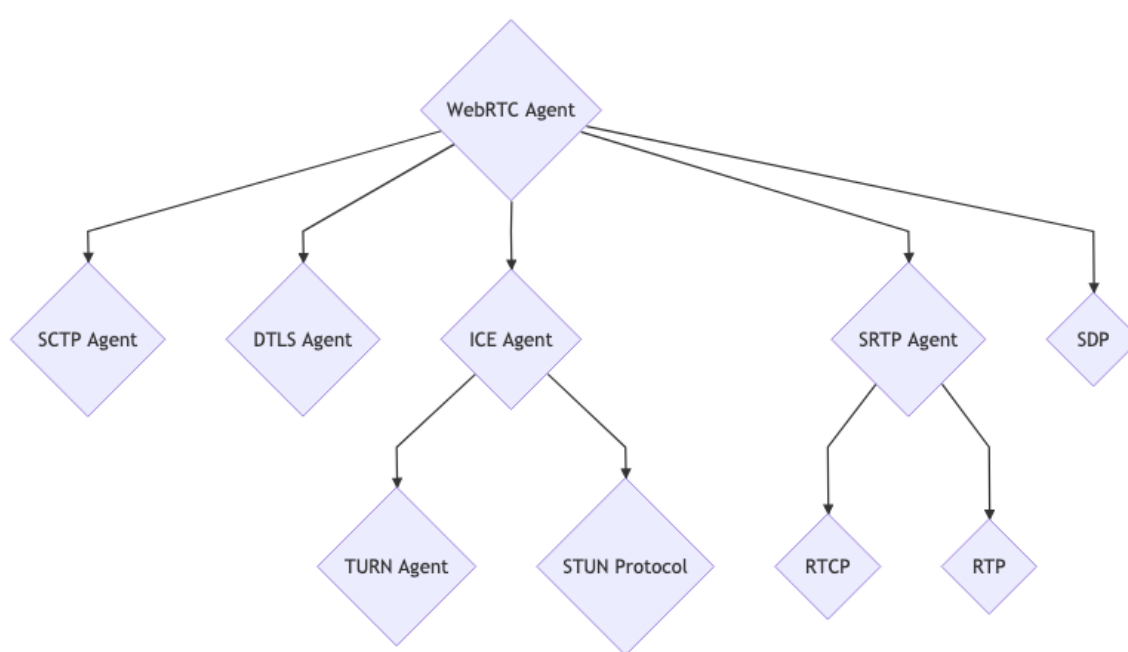 WebRTC Agent
SCTP Agent
DTLS Agent
ICE Agent
SRTP Agent
SDP
TURN Agent
STUN Protocol
RTCP
RTP